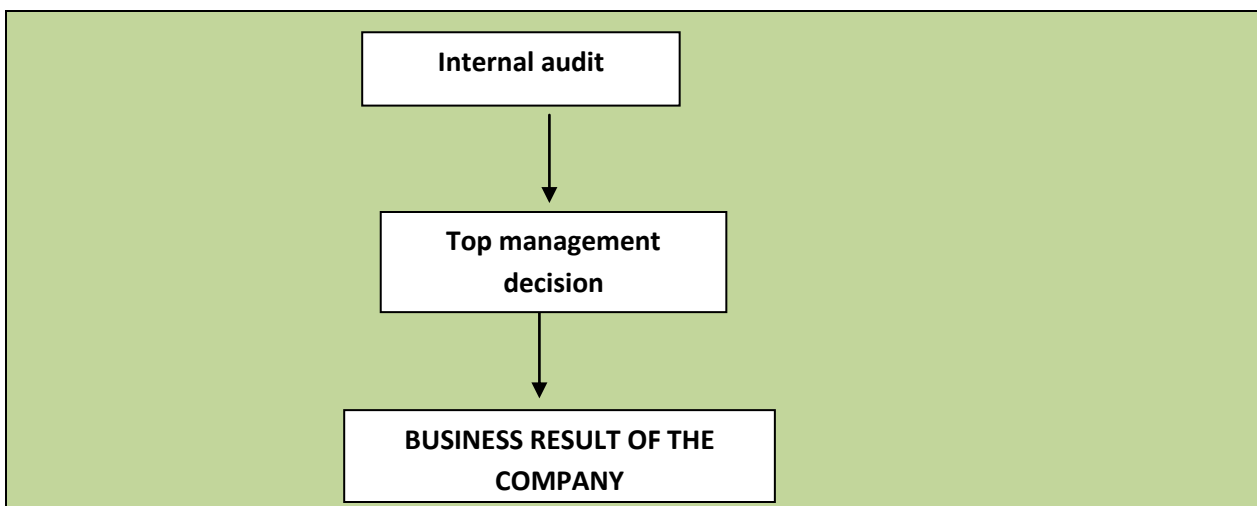 Internal audit
Top management
decision
BUSINESS RESULT OF THE
COMPANY